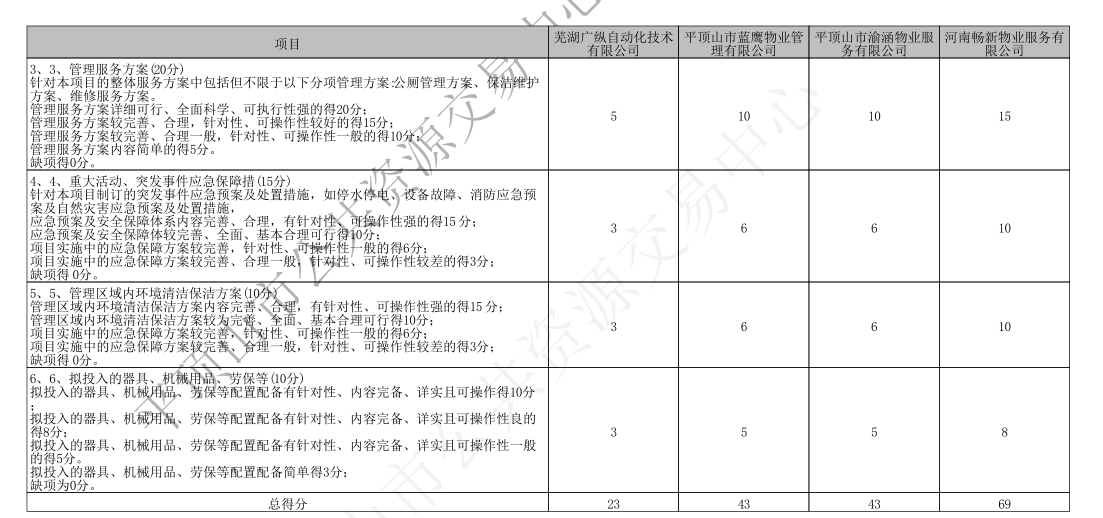 项目
芜湖广纵自动化技术
有限公司
平顶山市蓝鹰物业管
理有限公司
平顶山市渝涵物业服
务有限公司
河南畅新物业服务有
限公司
3、3、管理服务方案(20分)
针对本项目的整体服务方案中包括但不限于以下分项管理方案:公厕管理方案、保洁维护
方案、维修服务方案。
管理服务方案详细可行、全面科学、可执行性强的得20分;
管理服务方案较完善、合理，针对性、可操作性较好的得15分;
管理服务方案较完善、合理一般，针对性、可操作性一般的得10分;
管理服务方案内容简单的得5分。
缺项得0分。
5
10
10
15
4、4、重大活动、突发事件应急保障措(15分)
针对本项目制订的突发事件应急预案及处置措施，如停水停电、设备故障、消防应急预
案及自然灾害应急预案及处置措施，
应急预案及安全保障体系内容完善、合理，有针对性、可操作性强的得15分;
应急预案及安全保障体较完善、全面、基本合理可行得10分;
项目实施中的应急保障方案较完善，针对性、可操作性一般的得6分;
项目实施中的应急保障方案较完善、合理一般，针对性、可操作性较差的得3分;
缺项得 0分。
3
6
6
10
5、5、管理区域内环境清洁保洁方案(10分)
管理区域内环境清洁保洁方案内容完善、合理，有针对性、可操作性强的得15分;
管理区域内环境清洁保洁方案较为完善、全面、基本合理可行得10分;
项目实施中的应急保障方案较完善，针对性、可操作性一般的得6分;
项目实施中的应急保障方案较完善、合理一般，针对性、可操作性较差的得3分;
缺项得 0分。
3
6
6
10
6、6、拟投入的器具、机械用品、劳保等(10分)
拟投入的器具、机械用品、劳保等配置配备有针对性、内容完备、详实且可操作得10分
;
拟投入的器具、机械用品、劳保等配置配备有针对性、内容完备、详实且可操作性良的
得8分;
拟投入的器具、机械用品、劳保等配置配备有针对性、内容完备、详实且可操作性一般
的得5分。
拟投入的器具、机械用品、劳保等配置配备简单得3分;
缺项为0分。
3
5
5
8
总得分
23
43
43
69
平顶山市公共资源交易中心
山市公共资源交易中心